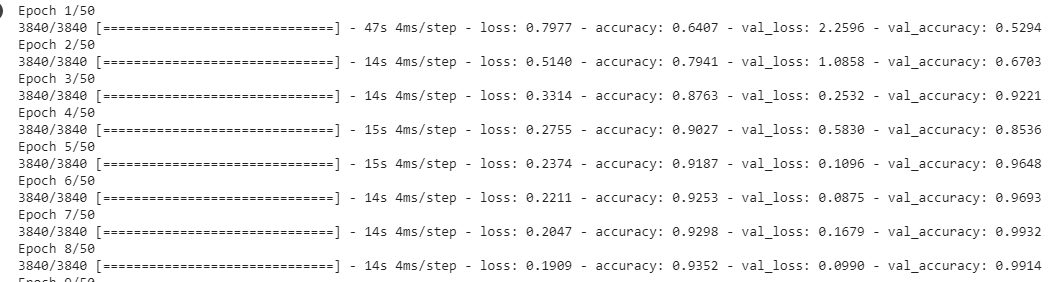 Epoch 1/50
3840/3840 [==============================] - 47s 4ms/step - loss: 0.7977 - accuracy: 0.6407 - val_loss: 2.2596 - val_accuracy: 0.5294
Epoch 2/50
3840/3840 [==============================] - 14s 4ms/step - loss: 0.5140 - accuracy: 0.7941 - val_loss: 1.0858 - val_accuracy: 0.6703
Epoch 3/50
3840/3840 [==============================] - 14s 4ms/step - loss: 0.3314 - accuracy: 0.8763 - val_loss: 0.2532 - val_accuracy: 0.9221
Epoch 4/50
3840/3840 [==============================] - 15s 4ms/step - loss: 0.2755 - accuracy: 0.9027 - val_loss: 0.5830 - val_accuracy: 0.8536
Epoch 5/50
3840/3840 [==============================] - 15s 4ms/step - loss: 0.2374 - accuracy: 0.9187 - val_loss: 0.1096 - val_accuracy: 0.9648
Epoch 6/50
3840/3840 [==============================] - 14s 4ms/step - loss: 0.2211 - accuracy: 0.9253 - val_loss: 0.0875 - val_accuracy: 0.9693
Epoch 7/50
3840/3840 [==============================] - 14s 4ms/step - loss: 0.2047 - accuracy: 0.9298 - val_loss: 0.1679 - val_accuracy: 0.9932
Epoch 8/50
3840/3840 [==============================] - 14s 4ms/step - loss: 0.1909 - accuracy: 0.9352 - val_loss: 0.0990 - val_accuracy: 0.9914
Epoch 9/50